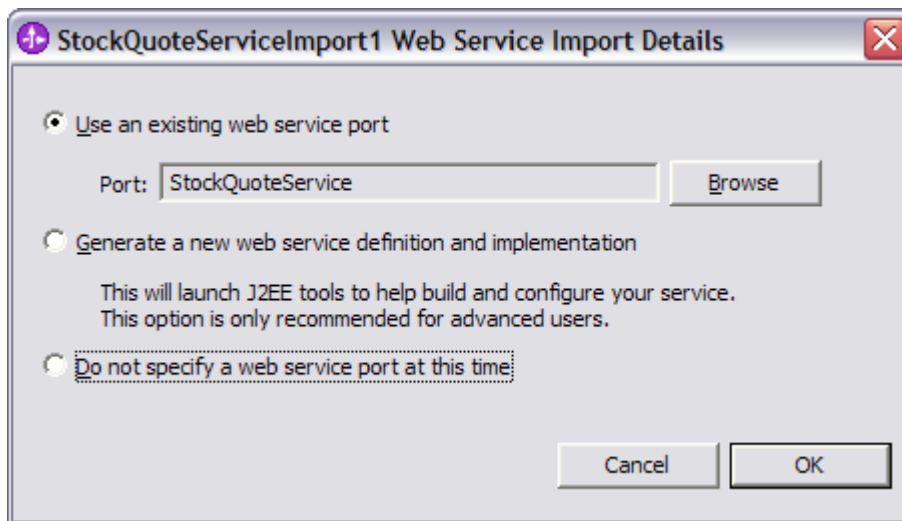 StockQuoteServiceImport1 Web Service Import Details
Use an existing web service port
Port: StockQuoteService Browse
Generate a new web service definition and implementation
This will launch J2EE tools to help build and configure your service.
This option is only recommended for advanced users.
Do not specify a web service port at this time
Cancel OK